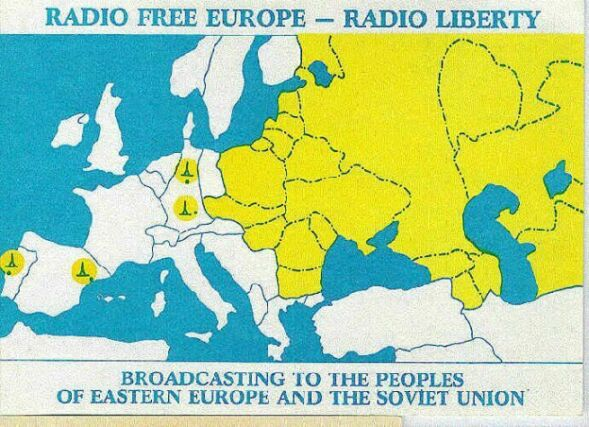 RADIO FREE EUROPE — RADIO LIBERTY
BROADCASTING TO THE PEOPLES
OF EASTERN EUROPE AND THE SOVIET UNION